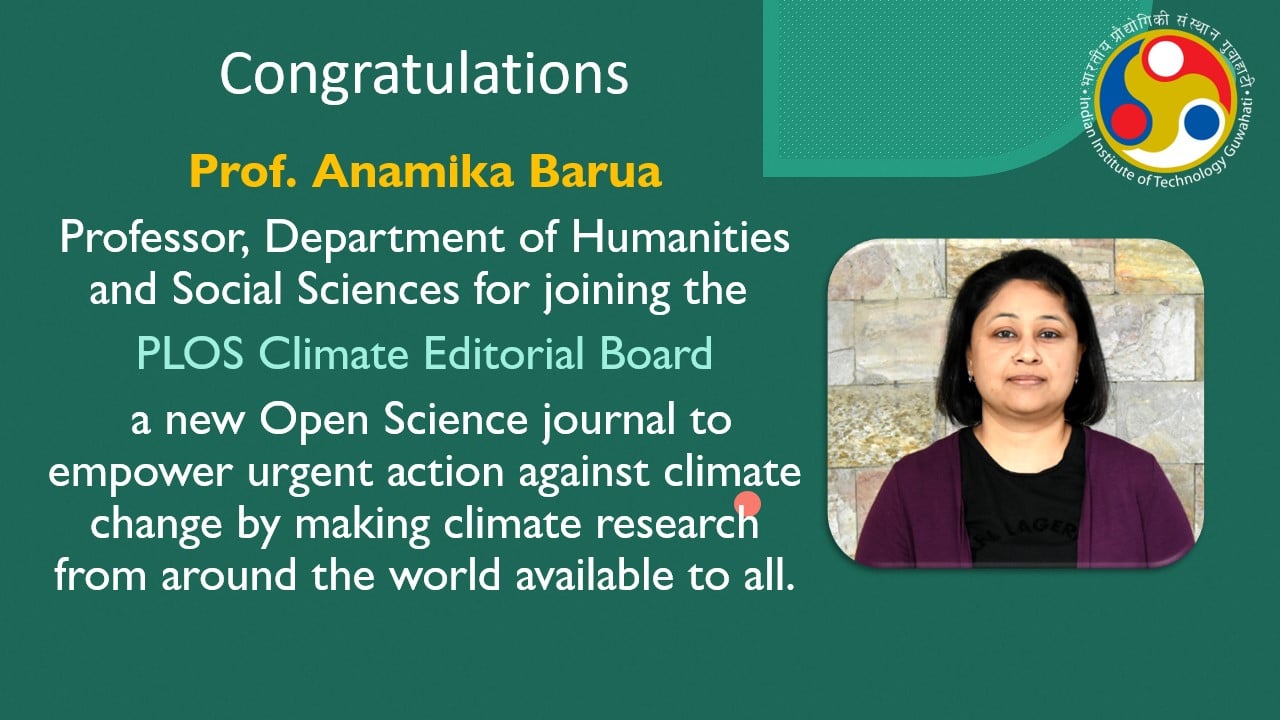 Congratulations
Prof. Anamika Barua
Professor, Department of Humanities
and Social Sciences for joining the
PLOS Climate Editorial Board
a new Open Science journal to
empower urgent action against climate
change by making climate research
from around the world available to all.
भारतीय प्रौद्योगिकी संस्थान गुवाहाटी
Indian Institute of Technology Guwahati
LAGER